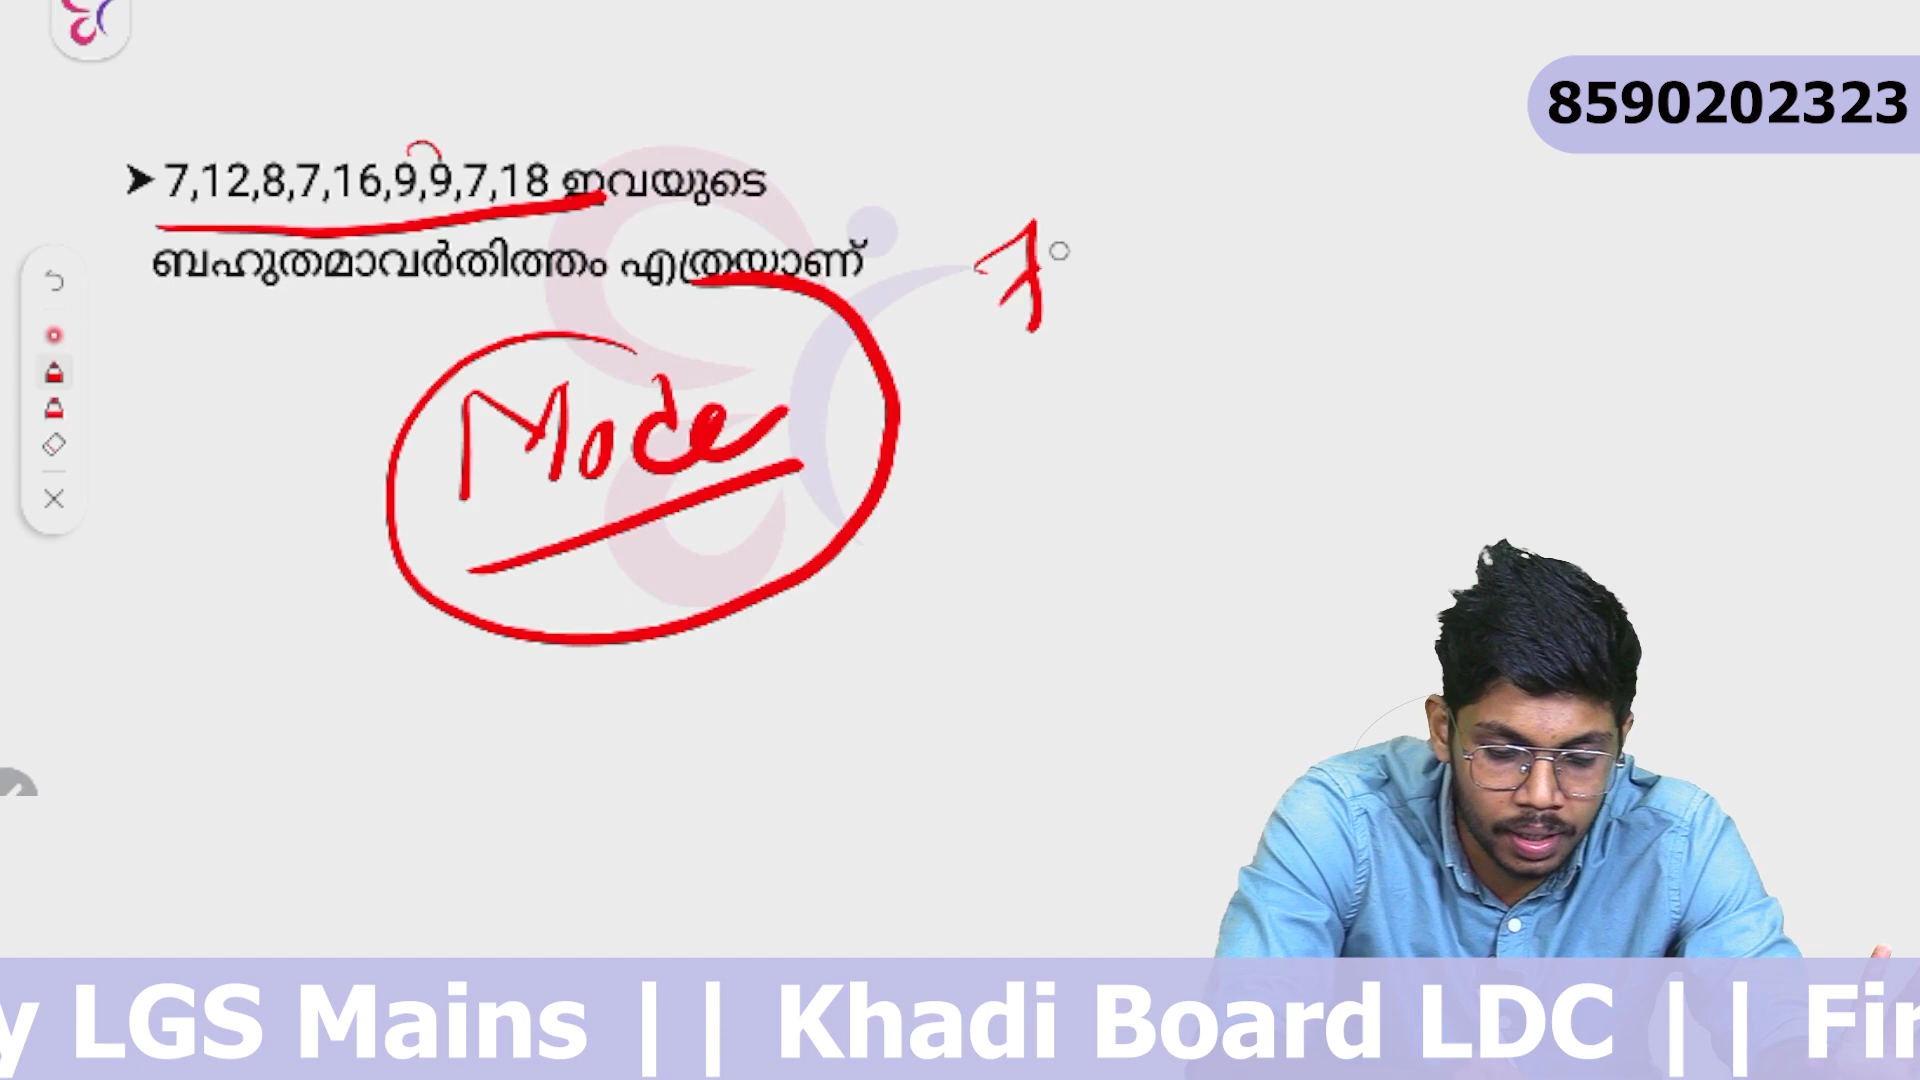 8590202323
➤ 7,12,8,7,16,9,9,7,18 ഇവയുടെ
ബഹുതമാവർതിത്തം എത്രയാണ്
7
Mode
y LGS Mains || Khadi Board LDC || Fir